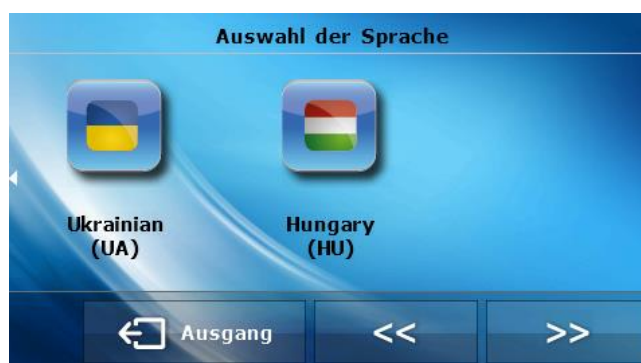 Auswahl der Sprache
Ukrainian
(UA)
Hungary
(HU)
Ausgang
<<
>>